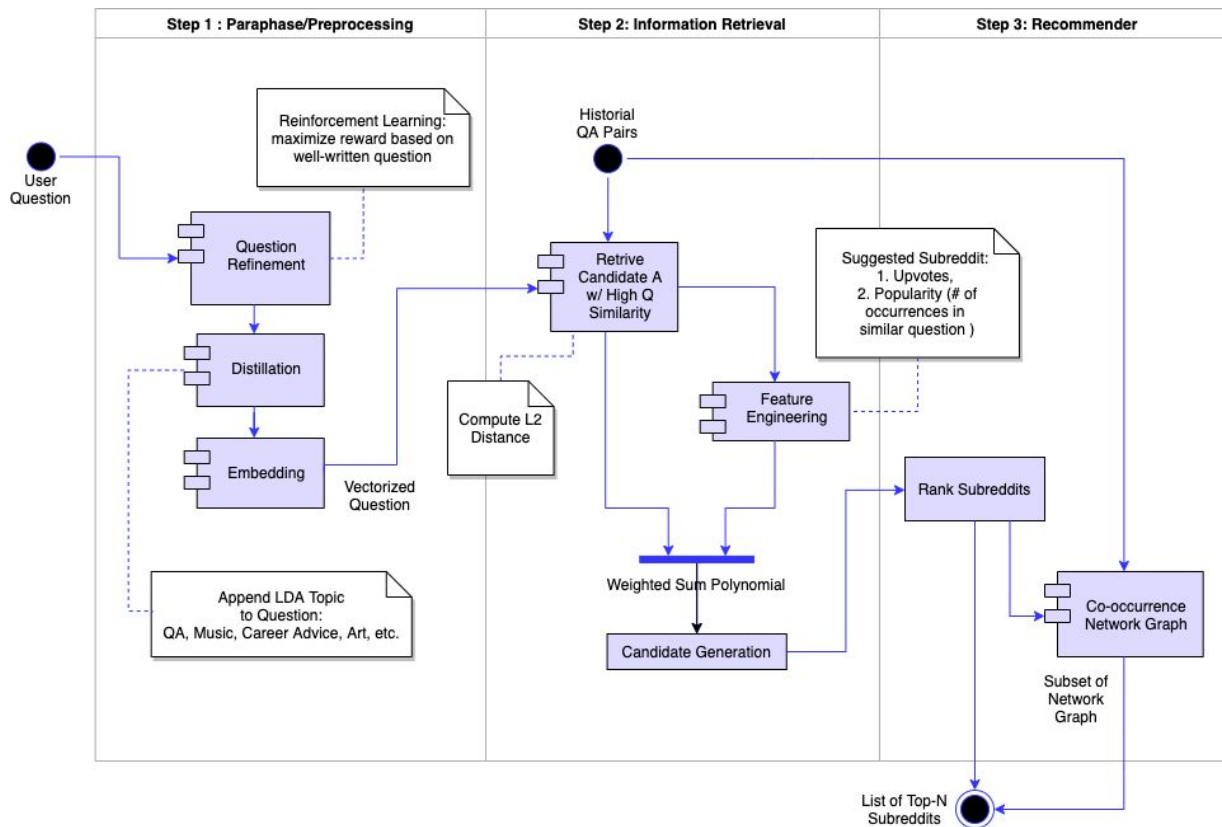 Step 1 : Paraphase/Preprocessing
Step 2: Information Retrieval
Step 3: Recommender
Reinforcement Learning:
maximize reward based on
well-written question
User
Question
Question
Refinement
Distillation
Embedding
Vectorized
Question
Append LDA Topic
to Question:
QA, Music, Career Advice, Art, etc.
Historial
QA Pairs
Retrive
Candidate A
w/ High Q
Similarity
Compute L2
Distance
Suggested Subreddit:
1. Upvotes,
2. Popularity (# of
occurrences in
similar question )
Feature
Engineering
Weighted Sum Polynomial
Candidate Generation
Rank Subreddits
Co-occurrence
Network Graph
Subset of
Network
Graph
List of Top-N
Subreddits